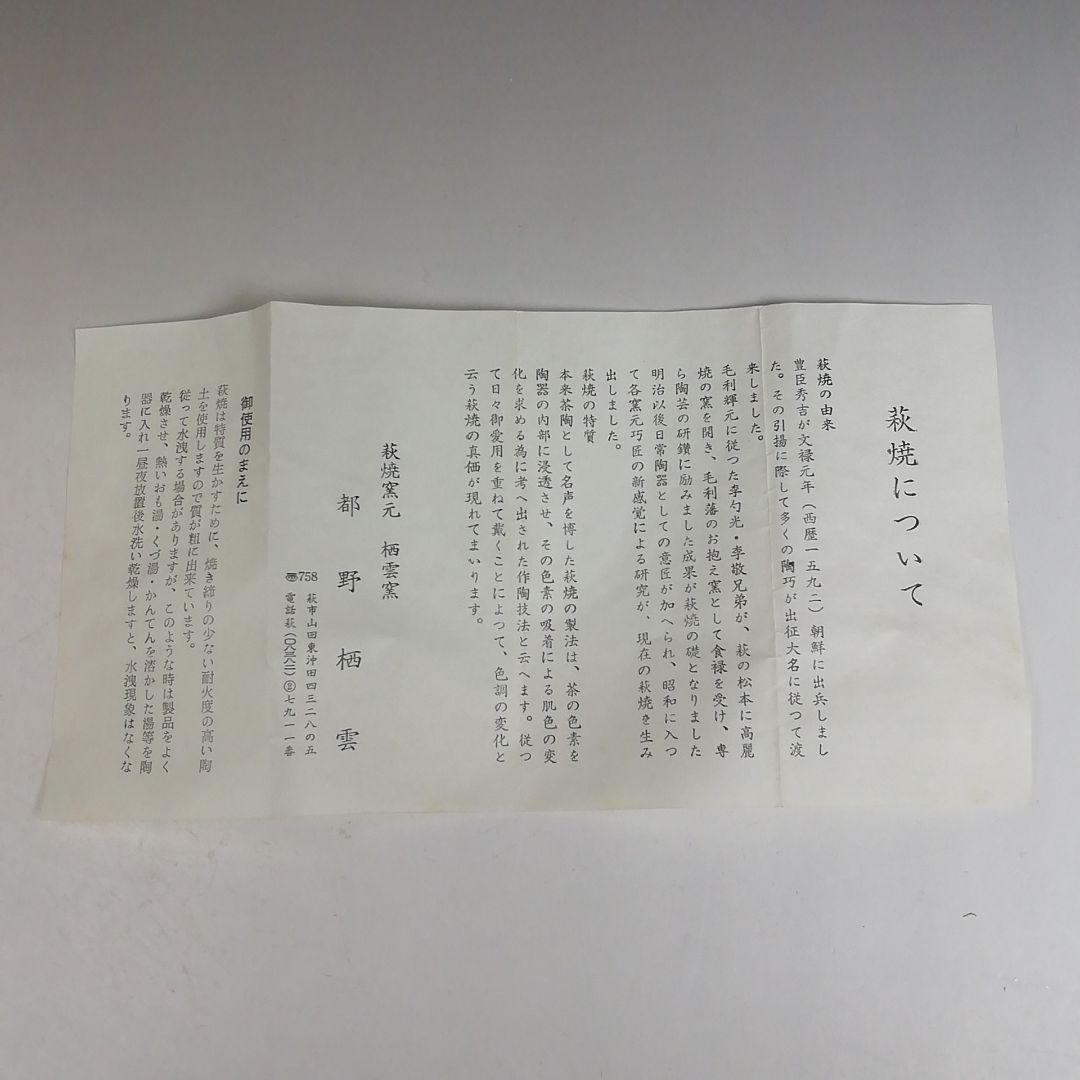 萩焼について
萩焼の由来
豊臣秀吉が文禄元年（西歴一五九二）朝鮮に出兵しまし
た。その引揚に際して多くの陶巧が出征大名に従つて渡
来しました。
毛利輝元に従つた李勺光・李敬兄弟が、萩の松本に高麗
焼の窯を開き、毛利藩のお抱え窯として食禄を受け、専
ら陶芸の研鑽に励みました成果が萩焼の礎となりました
明治以後日常陶器としての意匠が加へられ、昭和に入つ
て各窯元巧匠の新感覚による研究が、現在の萩焼を生み
出しました。
萩焼の特質
本来茶陶として名声を博した萩焼の製法は、茶の色素を
陶器の内部に浸透させ、その色素の吸着による肌色の変
化を求める為に考へ出された作陶技法と云へます。従つ
て日々御愛用を重ねて戴くことによつて、色調の変化と
云う萩焼の真価が現れてまいります。
萩焼窯元　栖雲窯
都野栖雲
〠758　萩市山田東沖田四三二八の五
電話萩（〇八三八二）②七九一一番
御使用のまえに
萩焼は特質を生かすために、焼き締りの少ない耐火度の高い陶
土を使用しますので質が粗に出来ています。
従って水洩する場合がありますが、このような時は製品をよく
乾燥させ、熱いおも湯・くづ湯・かんてんを溶かした湯等を陶
器に入れ一昼夜放置後水洗い乾燥しますと、水洩現象はなくな
ります。